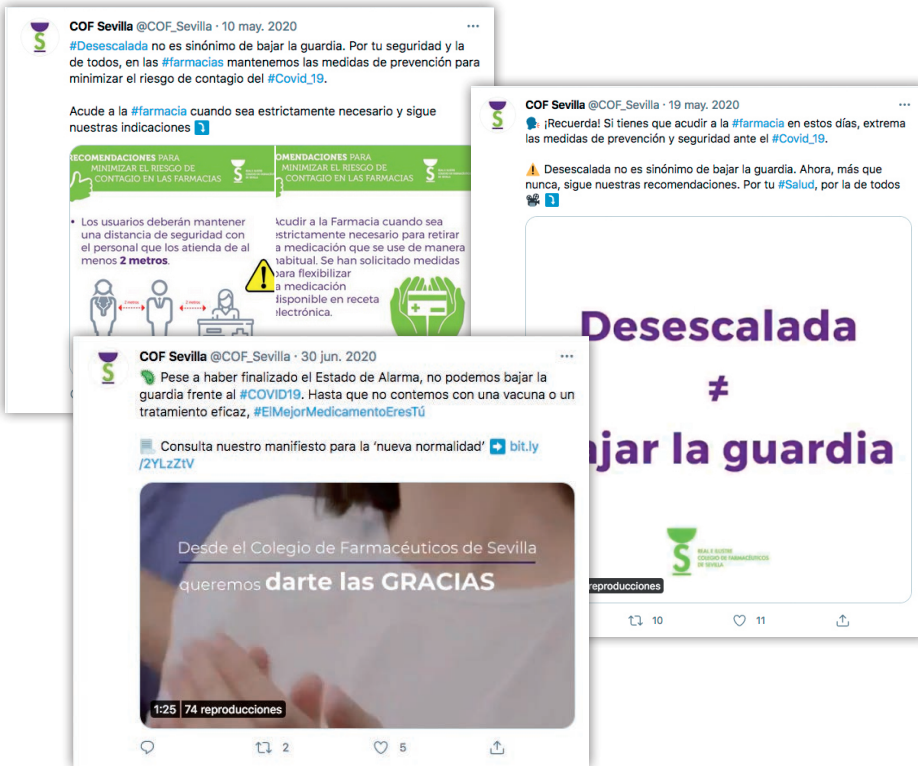 COF Sevilla @COF_Sevilla · 10 may. 2020
#Desescalada no es sinónimo de bajar la guardia. Por tu seguridad y la
de todos, en las #farmacias mantenemos las medidas de prevención para
minimizar el riesgo de contagio del #Covid_19.
Acude a la #farmacia cuando sea estrictamente necesario y sigue
nuestras indicaciones
RECOMENDACIONES PARA
MINIMIZAR EL RIESGO DE
CONTAGIO EN LAS FARMACIAS
• Los usuarios deberán mantener
una distancia de seguridad con
el personal que los atienda de al
menos 2 metros.
2 metros
2 metros
OMENDACIONES PARA
MINIMIZAR EL RIESGO DE
CONTAGIO EN LAS FARMACIAS
Acudir a la Farmacia cuando sea
estrictamente necesario para retirar
a medicación que se use de manera
habitual. Se han solicitado medidas
para flexibilizar
a medicación
disponible en receta
electrónica.
COF Sevilla @COF_Sevilla · 19 may. 2020
¡Recuerda! Si tienes que acudir a la #farmacia en estos días, extrema
las medidas de prevención y seguridad ante el #Covid_19.
Desescalada no es sinónimo de bajar la guardia. Ahora, más que
nunca, sigue nuestras recomendaciones. Por tu #Salud, por la de todos
Desescalada
≠
ajar la guardia
REAL E ILUSTRE
COLEGIO DE FARMACÉUTICOS
DE SEVILLA
reproducciones
10 11
COF Sevilla @COF_Sevilla · 30 jun. 2020
Pese a haber finalizado el Estado de Alarma, no podemos bajar la
guardia frente al #COVID19. Hasta que no contemos con una vacuna o un
tratamiento eficaz, #ElMejorMedicamentoEresTú
Consulta nuestro manifiesto para la 'nueva normalidad' bit.ly
/2YLzZtV
Desde el Colegio de Farmacéuticos de Sevilla
queremos darte las GRACIAS
1:25 74 reproducciones
2 5